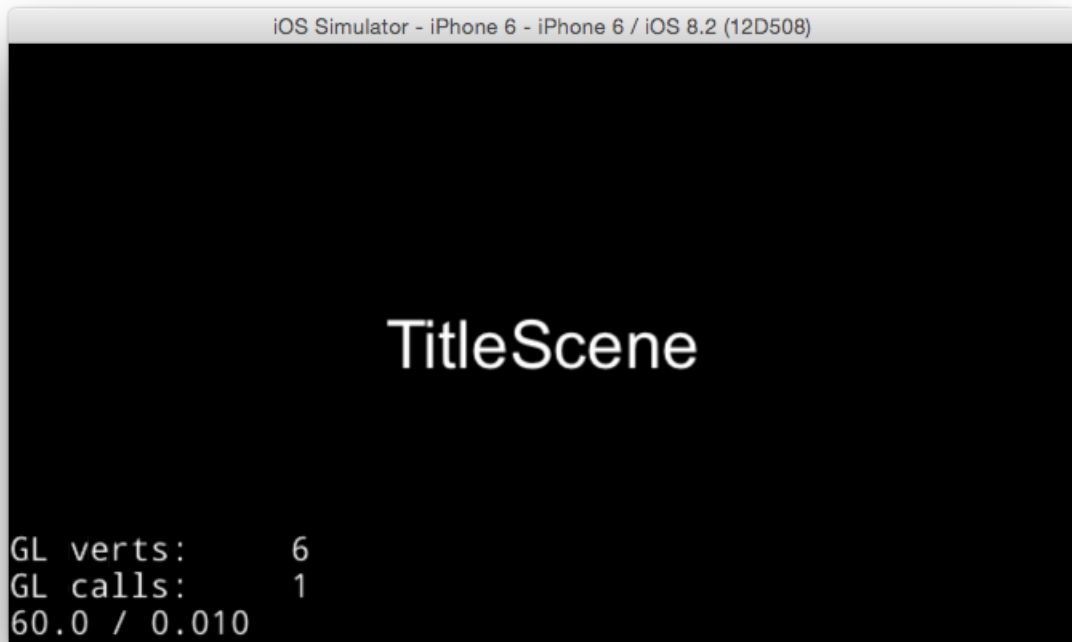 iOS Simulator - iPhone 6 - iPhone 6 / iOS 8.2 (12D508)
TitleScene
GL verts: 6
GL calls: 1
60.0 / 0.010